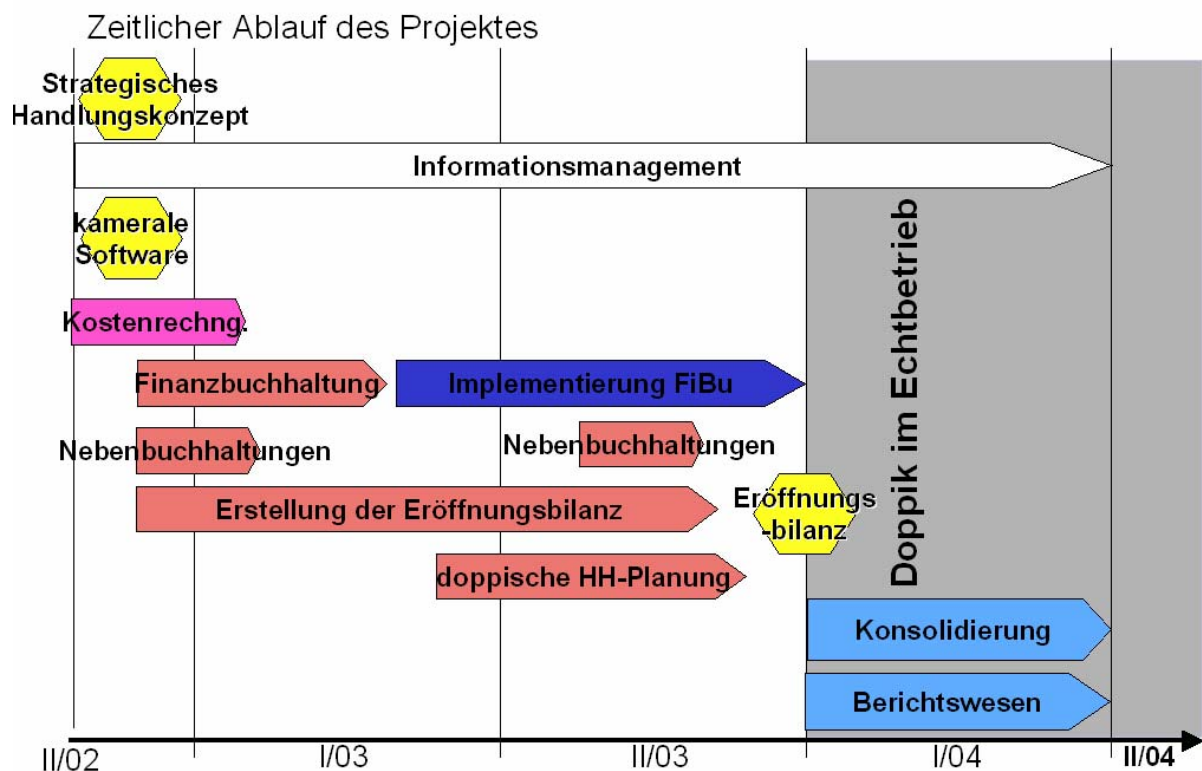 Zeitlicher Ablauf des Projektes
Strategisches
Handlungskonzept
Informationsmanagement
kamerale
Software
Kostenrechng.
Finanzbuchhaltung
Implementierung FiBu
Nebenbuchhaltungen
Nebenbuchhaltungen
Erstellung der Eröffnungsbilanz
Eröffnungs
-bilanz
doppische HH-Planung
Doppik im Echtbetrieb
Konsolidierung
Berichtswesen
II/02
I/03
II/03
I/04
II/04